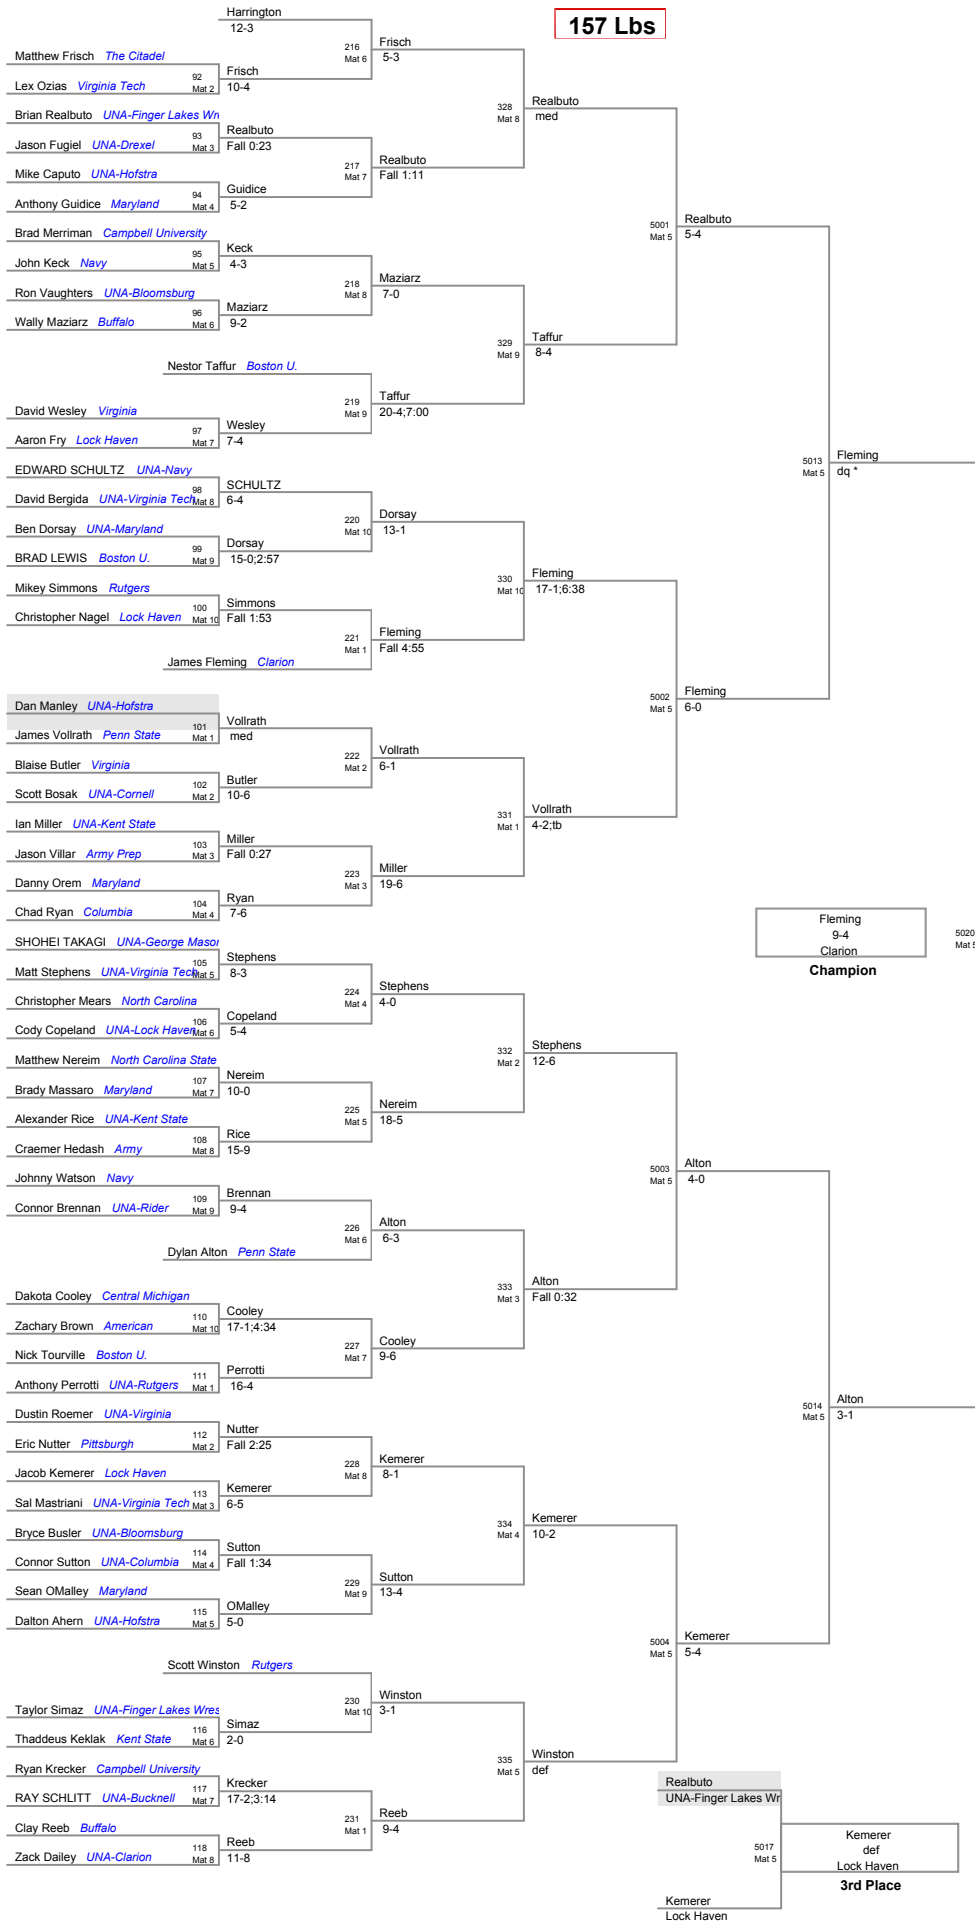 157 Lbs
Harrington
12-3
216
Mat 6
Frisch
5-3
Matthew Frisch The Citadel
92
Mat 2
Frisch
10-4
Lex Ozias Virginia Tech
328
Mat 8
Realbuto
med
Brian Realbuto UNA-Finger Lakes Wr
93
Mat 3
Realbuto
Fall 0:23
Jason Fugiel UNA-Drexel
217
Mat 7
Realbuto
Fall 1:11
Mike Caputo UNA-Hofstra
94
Mat 4
Guidice
5-2
Anthony Guidice Maryland
5001
Mat 5
Realbuto
5-4
Brad Merriman Campbell University
95
Mat 5
Keck
4-3
John Keck Navy
218
Mat 8
Maziarz
7-0
Ron Vaughters UNA-Bloomsburg
96
Mat 6
Maziarz
9-2
Wally Maziarz Buffalo
329
Mat 9
Taffur
8-4
Nestor Taffur Boston U.
219
Mat 9
Taffur
20-4;7:00
David Wesley Virginia
97
Mat 7
Wesley
7-4
Aaron Fry Lock Haven
5013
Mat 5
Fleming
dq *
EDWARD SCHULTZ UNA-Navy
98
Mat 8
SCHULTZ
6-4
David Bergida UNA-Virginia Tech
220
Mat 10
Dorsay
13-1
Ben Dorsay UNA-Maryland
99
Mat 9
Dorsay
15-0;2:57
BRAD LEWIS Boston U.
330
Mat 10
Fleming
17-1;6:38
Mikey Simmons Rutgers
100
Mat 10
Simmons
Fall 1:53
Christopher Nagel Lock Haven
221
Mat 1
Fleming
Fall 4:55
James Fleming Clarion
5002
Mat 5
Fleming
6-0
Dan Manley UNA-Hofstra
101
Mat 1
Vollrath
med
James Vollrath Penn State
222
Mat 2
Vollrath
6-1
Blaise Butler Virginia
102
Mat 2
Butler
10-6
Scott Bosak UNA-Cornell
331
Mat 1
Vollrath
4-2;tb
Ian Miller UNA-Kent State
103
Mat 3
Miller
Fall 0:27
Jason Villar Army Prep
223
Mat 3
Miller
19-6
Danny Orem Maryland
104
Mat 4
Ryan
7-6
Chad Ryan Columbia
Fleming
9-4
Clarion
Champion
5020
Mat 5
SHOHEI TAKAGI UNA-George Mason
105
Mat 5
Stephens
8-3
Matt Stephens UNA-Virginia Tech
224
Mat 4
Stephens
4-0
Christopher Mears North Carolina
106
Mat 6
Copeland
5-4
Cody Copeland UNA-Lock Haven
332
Mat 2
Stephens
12-6
Matthew Nereim North Carolina State
107
Mat 7
Nereim
10-0
Brady Massaro Maryland
225
Mat 5
Nereim
18-5
Alexander Rice UNA-Kent State
108
Mat 8
Rice
15-9
Craemer Hedash Army
5003
Mat 5
Alton
4-0
Johnny Watson Navy
109
Mat 9
Brennan
9-4
Connor Brennan UNA-Rider
226
Mat 6
Alton
6-3
Dylan Alton Penn State
333
Mat 3
Alton
Fall 0:32
Dakota Cooley Central Michigan
110
Mat 10
Cooley
17-1;4:34
Zachary Brown American
227
Mat 7
Cooley
9-6
Nick Tourville Boston U.
111
Mat 1
Perrotti
16-4
Anthony Perrotti UNA-Rutgers
5014
Mat 5
Alton
3-1
Dustin Roemer UNA-Virginia
112
Mat 2
Nutter
Fall 2:25
Eric Nutter Pittsburgh
228
Mat 8
Kemerer
8-1
Jacob Kemerer Lock Haven
113
Mat 3
Kemerer
6-5
Sal Mastriani UNA-Virginia Tech
334
Mat 4
Kemerer
10-2
Bryce Busler UNA-Bloomsburg
114
Mat 4
Sutton
Fall 1:34
Connor Sutton UNA-Columbia
229
Mat 9
Sutton
13-4
Sean OMalley Maryland
115
Mat 5
OMalley
5-0
Dalton Ahern UNA-Hofstra
5004
Mat 5
Kemerer
5-4
Scott Winston Rutgers
230
Mat 10
Winston
3-1
Taylor Simaz UNA-Finger Lakes Wres
116
Mat 6
Simaz
2-0
Thaddeus Keklak Kent State
335
Mat 5
Winston
def
Ryan Krecker Campbell University
117
Mat 7
Krecker
17-2;3:14
RAY SCHLITT UNA-Bucknell
231
Mat 1
Reeb
9-4
Clay Reeb Buffalo
118
Mat 8
Reeb
11-8
Zack Dailey UNA-Clarion
Realbuto
UNA-Finger Lakes Wr
5017
Mat 5
Kemerer
def
Lock Haven
3rd Place
Kemerer
Lock Haven